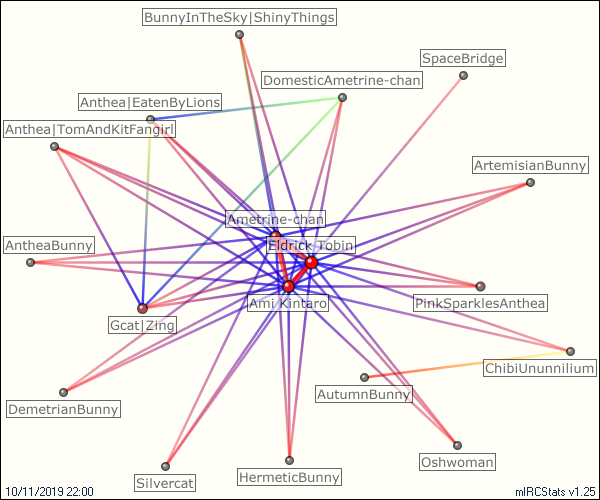 BunnyInTheSky|ShinyThings
SpaceBridge
DomesticAmetrine-chan
Anthea|EatenByLions
Anthea|TomAndKitFangirl
ArtemisianBunny
Ametrine-chan
AntheaBunny
Eldrick_Tobin
Ami_Kintaro
PinkSparklesAnthea
Gcat|Zing
ChibiUnunnilium
AutumnBunny
DemetrianBunny
Oshwoman
HermeticBunny
Silvercat
10/11/2019 22:00
mIRCStats v1.25